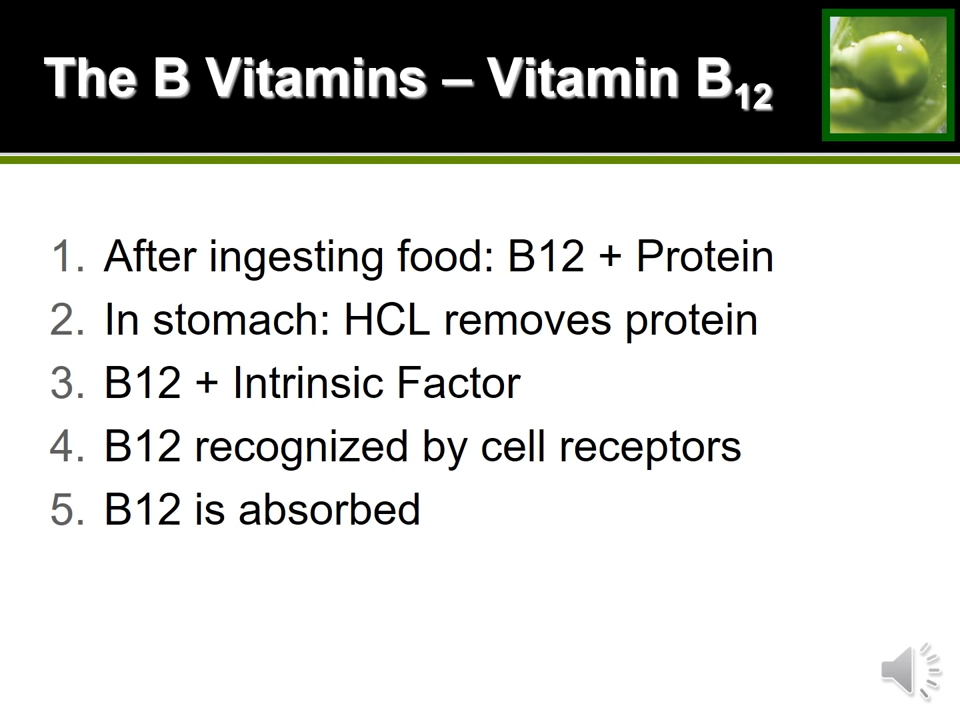 The B Vitamins – Vitamin B₁₂
1. After ingesting food: B12 + Protein
2. In stomach: HCL removes protein
3. B12 + Intrinsic Factor
4. B12 recognized by cell receptors
5. B12 is absorbed